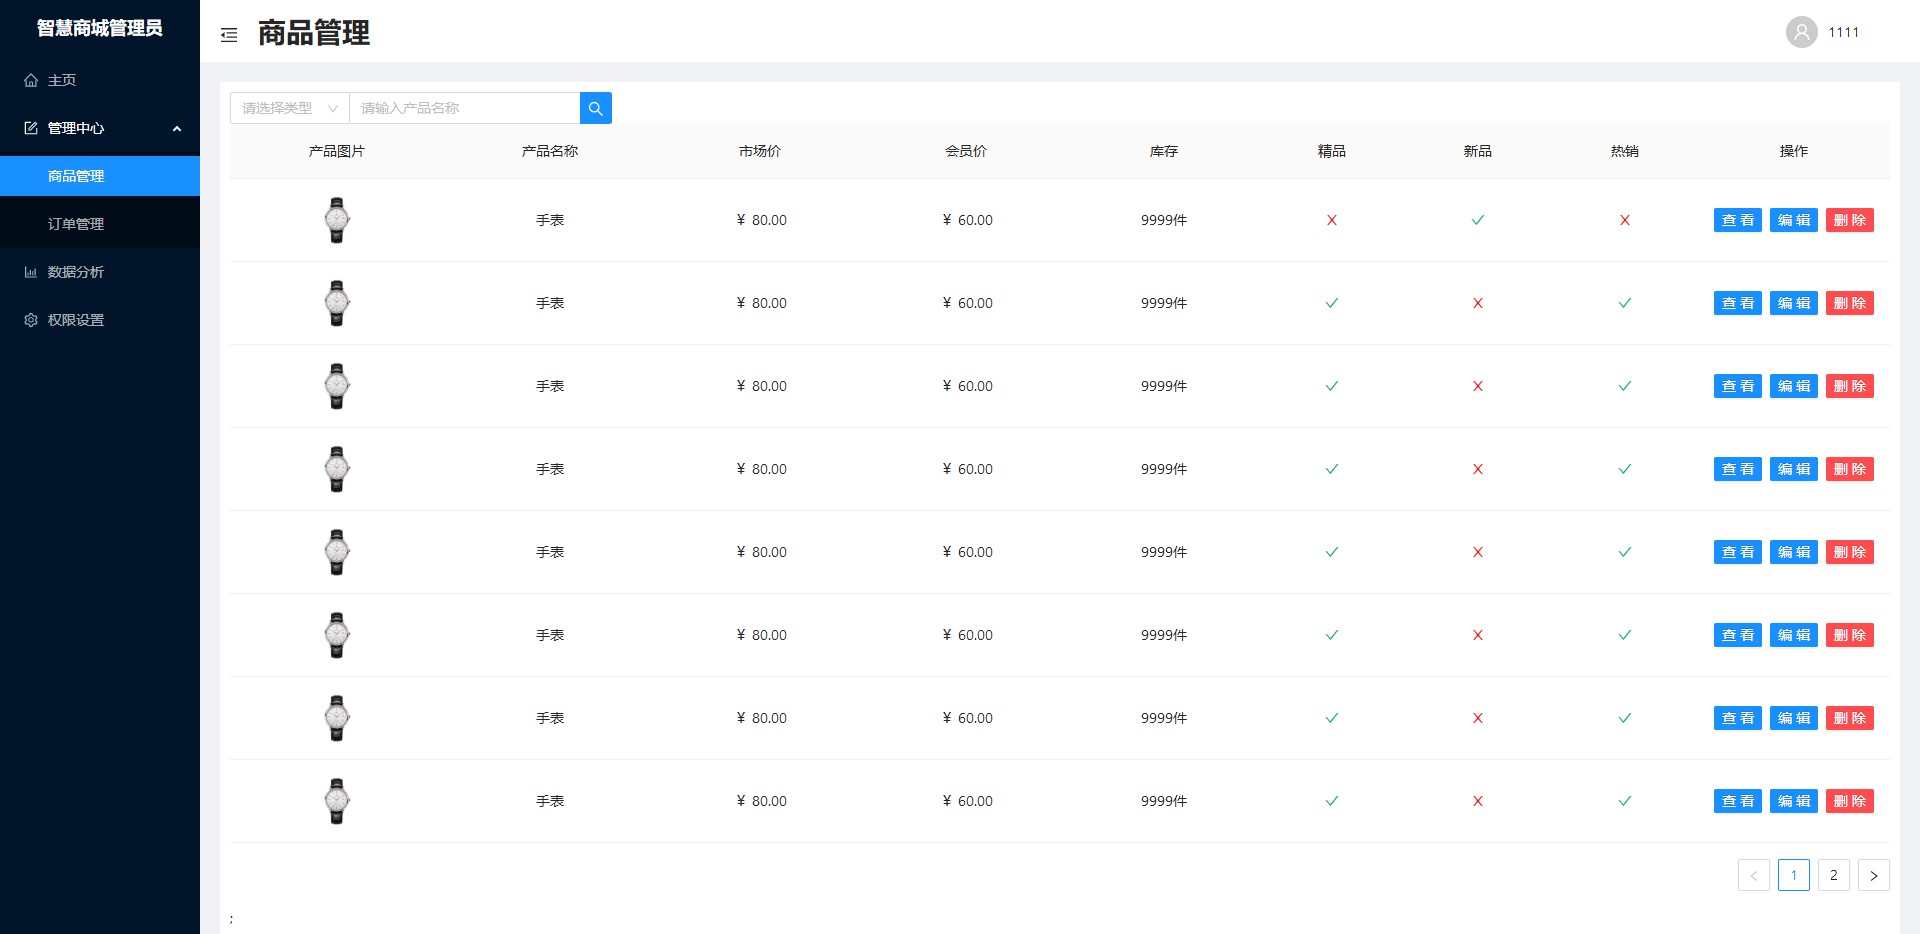 智慧商城管理员
商品管理
1111
主页
管理中心
商品管理
订单管理
数据分析
权限设置
请选择类型 请输入产品名称
产品图片 产品名称 市场价 会员价 库存 精品 新品 热销 操作
手表 ¥ 80.00 ¥ 60.00 9999件 查看 编辑 删除
手表 ¥ 80.00 ¥ 60.00 9999件 查看 编辑 删除
手表 ¥ 80.00 ¥ 60.00 9999件 查看 编辑 删除
手表 ¥ 80.00 ¥ 60.00 9999件 查看 编辑 删除
手表 ¥ 80.00 ¥ 60.00 9999件 查看 编辑 删除
手表 ¥ 80.00 ¥ 60.00 9999件 查看 编辑 删除
手表 ¥ 80.00 ¥ 60.00 9999件 查看 编辑 删除
手表 ¥ 80.00 ¥ 60.00 9999件 查看 编辑 删除
1 2
;